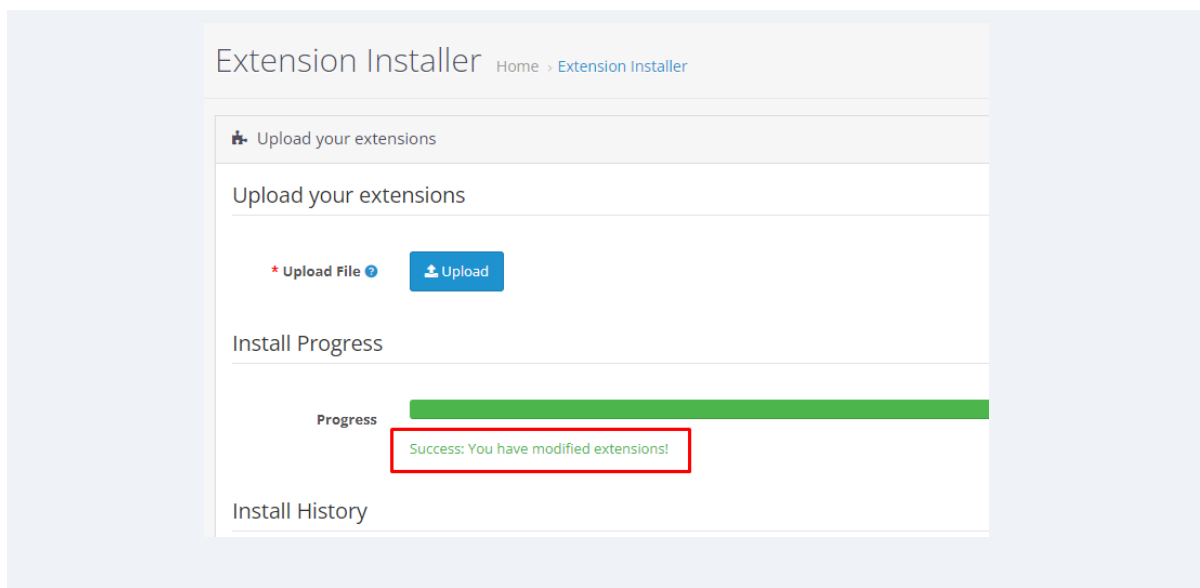 Extension Installer Home › Extension Installer
Upload your extensions
Upload your extensions
* Upload File ?
Upload
Install Progress
Progress
Success: You have modified extensions!
Install History